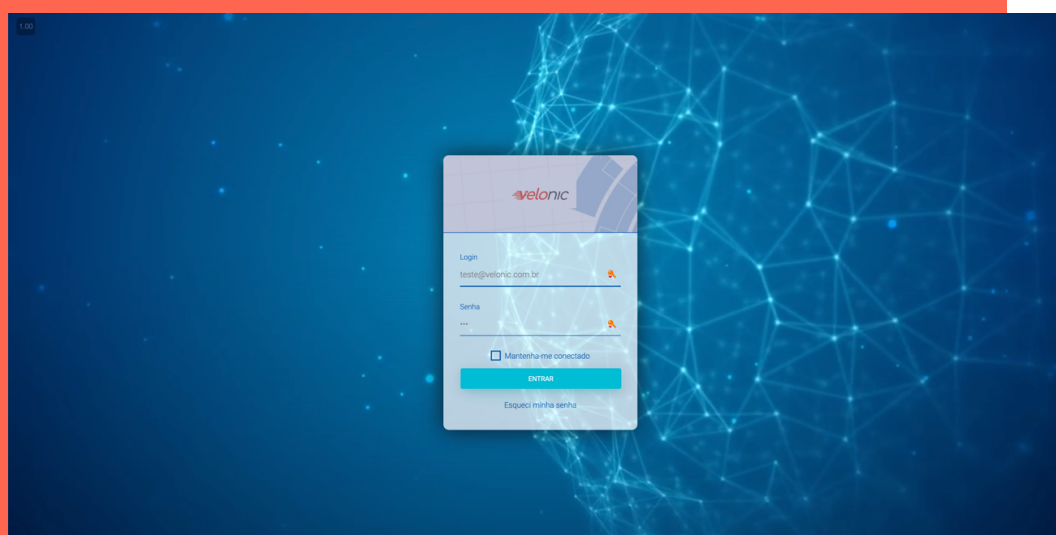 1.00
velonic
Login
teste@velonic.com.br
Senha
***
Mantenha-me conectado
ENTRAR
Esqueci minha senha